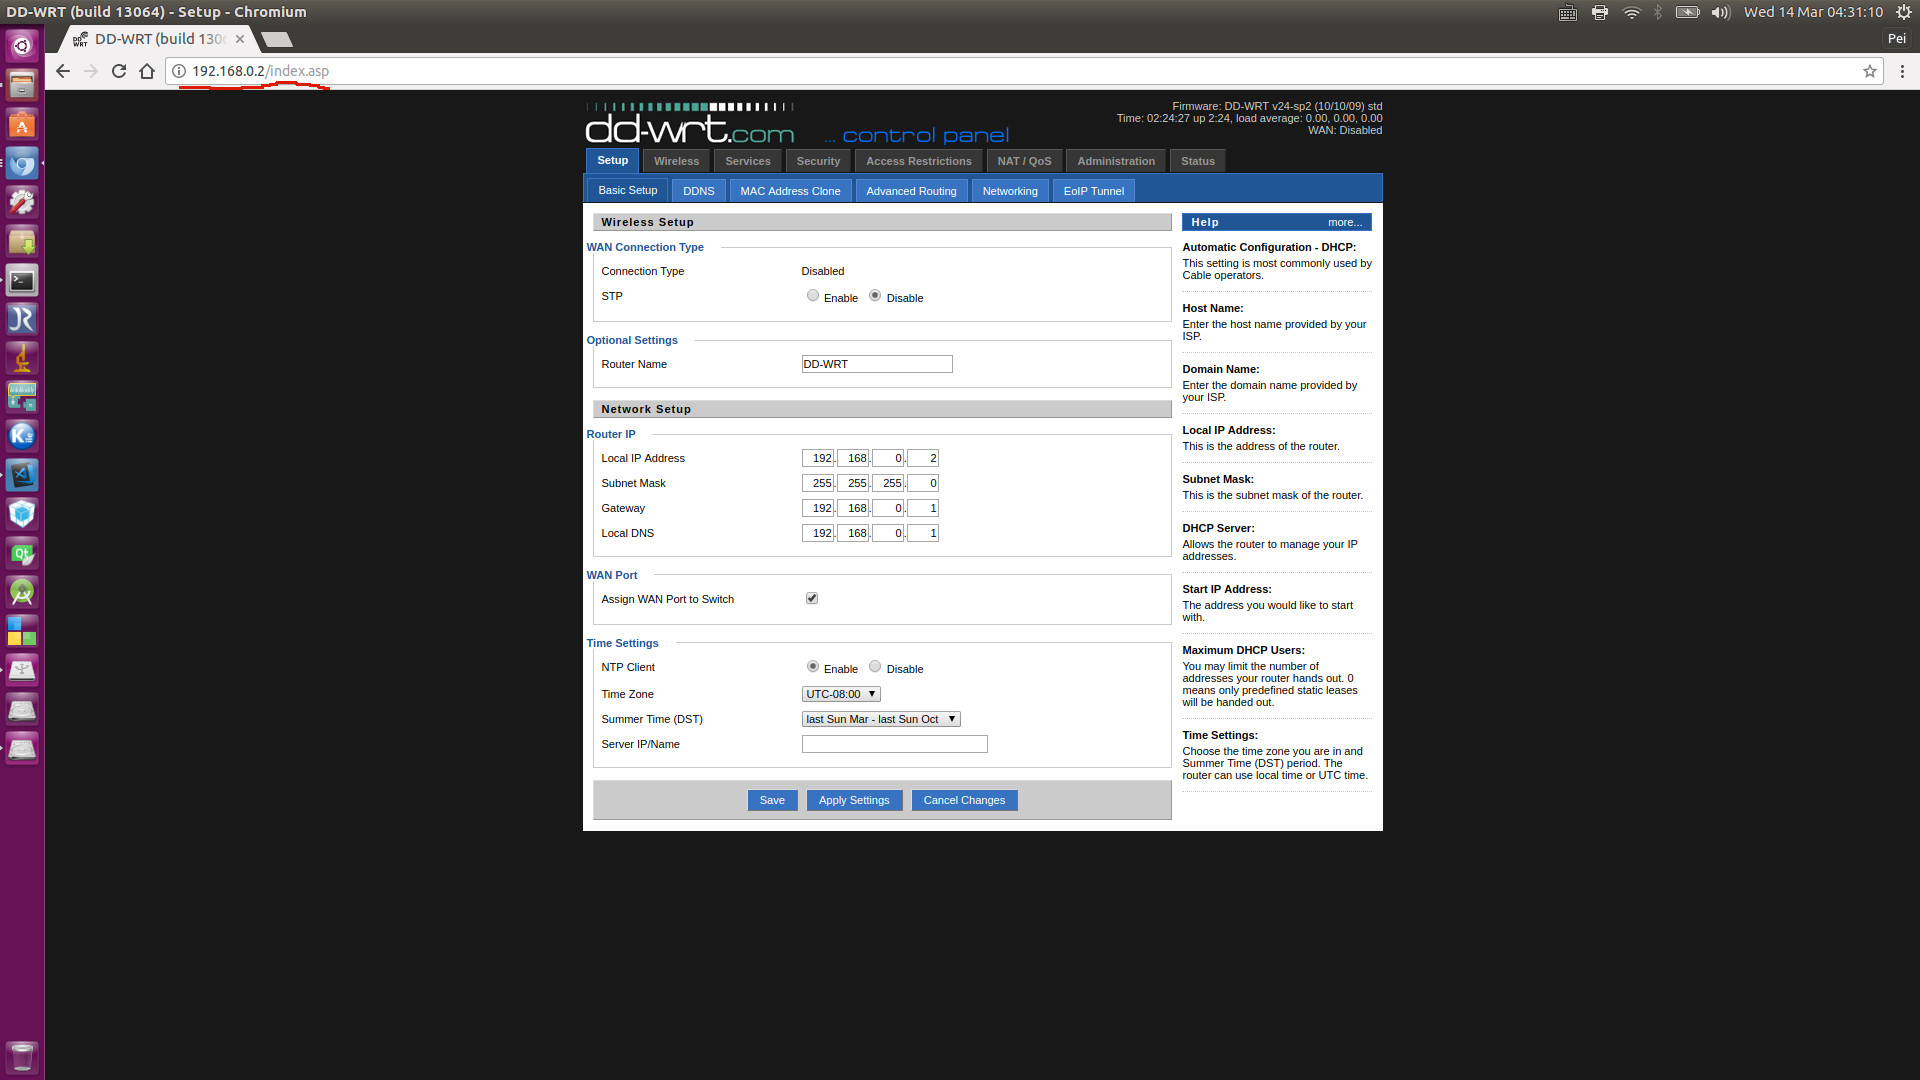 DD-WRT (build 13064) - Setup - Chromium
Wed 14 Mar 04:31:10
DD-WRT (build 130
Pei
192.168.0.2/index.asp
dd-wrt.com ... control panel
Firmware: DD-WRT v24-sp2 (10/10/09) std
Time: 02:24:27 up 2:24, load average: 0.00, 0.00, 0.00
WAN: Disabled
Setup Wireless Services Security Access Restrictions NAT / QoS Administration Status
Basic Setup DDNS MAC Address Clone Advanced Routing Networking EoIP Tunnel
Wireless Setup
WAN Connection Type
Connection Type Disabled
STP Enable Disable
Optional Settings
Router Name DD-WRT
Network Setup
Router IP
Local IP Address 192. 168. 0. 2
Subnet Mask 255. 255. 255. 0
Gateway 192. 168. 0. 1
Local DNS 192. 168. 0. 1
WAN Port
Assign WAN Port to Switch
Time Settings
NTP Client Enable Disable
Time Zone UTC-08:00
Summer Time (DST) last Sun Mar - last Sun Oct
Server IP/Name
Save Apply Settings Cancel Changes
Help more...
Automatic Configuration - DHCP:
This setting is most commonly used by
Cable operators.
Host Name:
Enter the host name provided by your
ISP.
Domain Name:
Enter the domain name provided by
your ISP.
Local IP Address:
This is the address of the router.
Subnet Mask:
This is the subnet mask of the router.
DHCP Server:
Allows the router to manage your IP
addresses.
Start IP Address:
The address you would like to start
with.
Maximum DHCP Users:
You may limit the number of
addresses your router hands out. 0
means only predefined static leases
will be handed out.
Time Settings:
Choose the time zone you are in and
Summer Time (DST) period. The
router can use local time or UTC time.